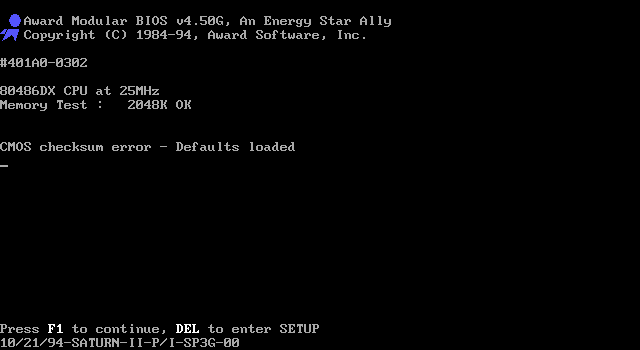 Award Modular BIOS v4.50G, An Energy Star Ally
Copyright (C) 1984-94, Award Software, Inc.
#401A0-0302
80486DX CPU at 25MHz
Memory Test :   2048K OK
CMOS checksum error - Defaults loaded
Press F1 to continue, DEL to enter SETUP
10/21/94-SATURN-II-P/I-SP3G-00